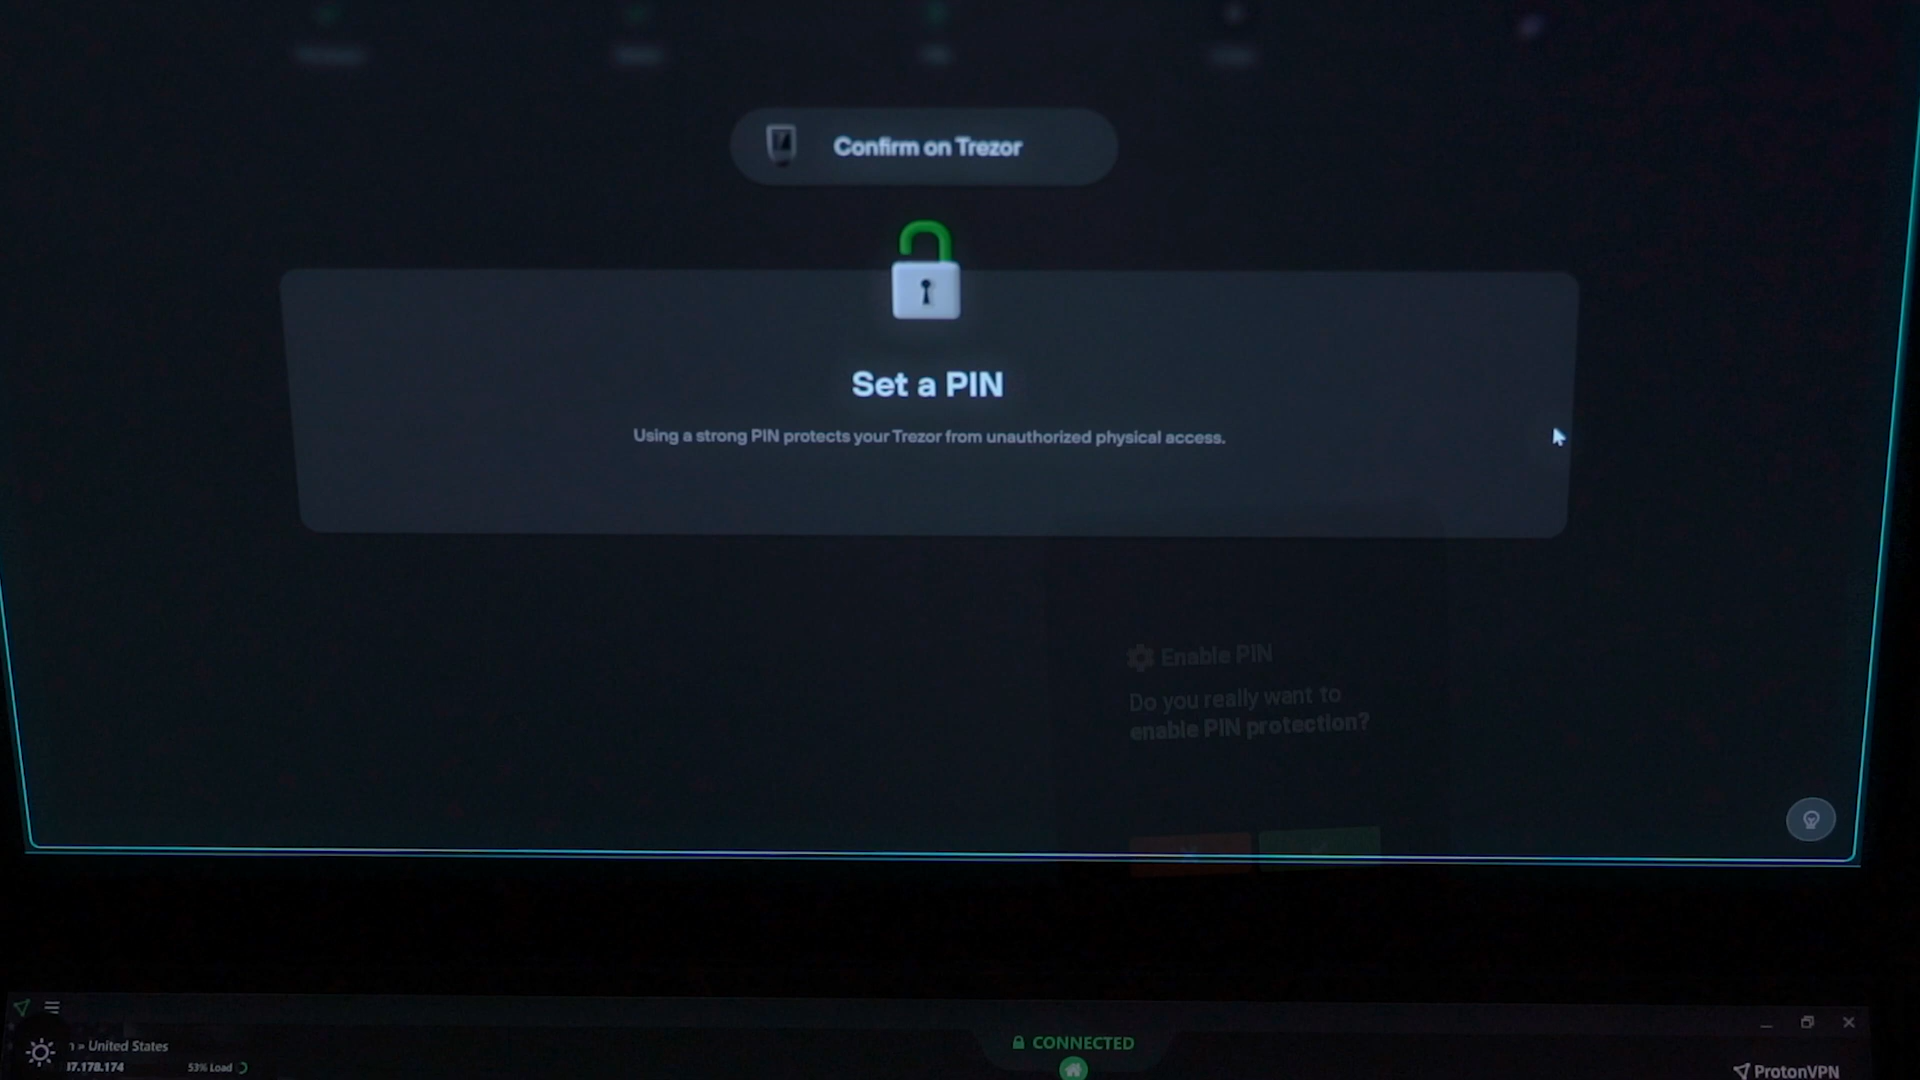 Confirm on Trezor
Set a PIN
Using a strong PIN protects your Trezor from unauthorized physical access.
Enable PIN
Do you really want to
enable PIN protection?
» United States
CONNECTED
17.178.174
53% Load
ProtonVPN